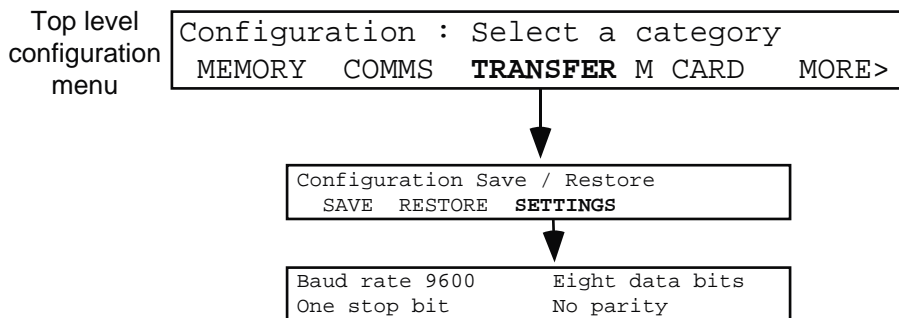 Top level
configuration
menu
Configuration : Select a category
MEMORY COMMS TRANSFER M CARD MORE>
Configuration Save / Restore
SAVE RESTORE SETTINGS
Baud rate 9600 Eight data bits
One stop bit No parity